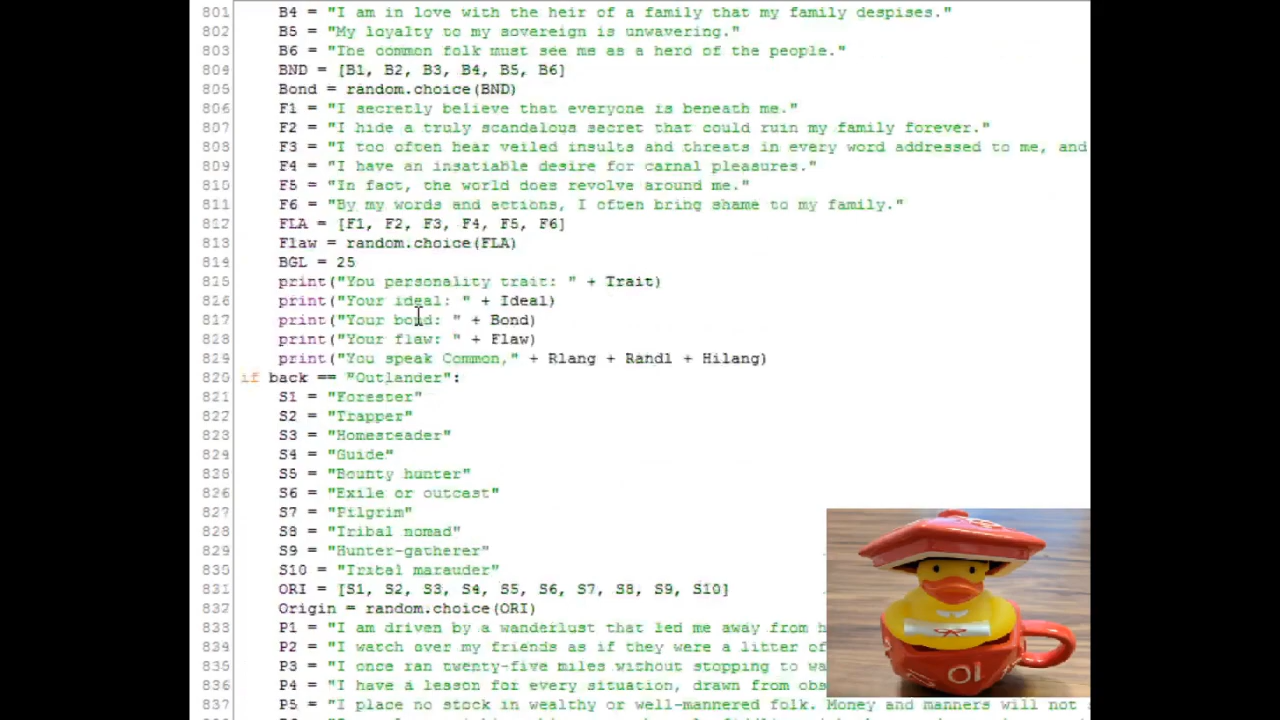 801 B4 = "I am in love with the heir of a family that my family despises."
802 B5 = "My loyalty to my sovereign is unwavering."
803 B6 = "The common folk must see me as a hero of the people."
804 BND = [B1, B2, B3, B4, B5, B6]
805 Bond = random.choice(BND)
806 F1 = "I secretly believe that everyone is beneath me."
807 F2 = "I hide a truly scandalous secret that could ruin my family forever."
808 F3 = "I too often hear veiled insults and threats in every word addressed to me, and
809 F4 = "I have an insatiable desire for carnal pleasures."
810 F5 = "In fact, the world does revolve around me."
811 F6 = "By my words and actions, I often bring shame to my family."
812 FLA = [F1, F2, F3, F4, F5, F6]
813 Flaw = random.choice(FLA)
814 BGL = 25
815 print("You personality trait: " + Trait)
816 print("Your ideal: " + Ideal)
817 print("Your bond: " + Bond)
818 print("Your flaw: " + Flaw)
819 print("You speak Common," + Rlang + Randl + Hilang)
820 if back == "Outlander":
821 S1 = "Forester"
822 S2 = "Trapper"
823 S3 = "Homesteader"
824 S4 = "Guide"
825 S5 = "Bounty hunter"
826 S6 = "Exile or outcast"
827 S7 = "Pilgrim"
828 S8 = "Tribal nomad"
829 S9 = "Hunter-gatherer"
830 S10 = "Tribal marauder"
831 ORI = [S1, S2, S3, S4, S5, S6, S7, S8, S9, S10]
832 Origin = random.choice(ORI)
833 P1 = "I am driven by a wanderlust that led me away from
834 P2 = "I watch over my friends as if they were a litter of
835 P3 = "I once ran twenty-five miles without stopping to
836 P4 = "I have a lesson for every situation, drawn from
837 P5 = "I place no stock in wealthy or well-mannered folk. Money and manners will not